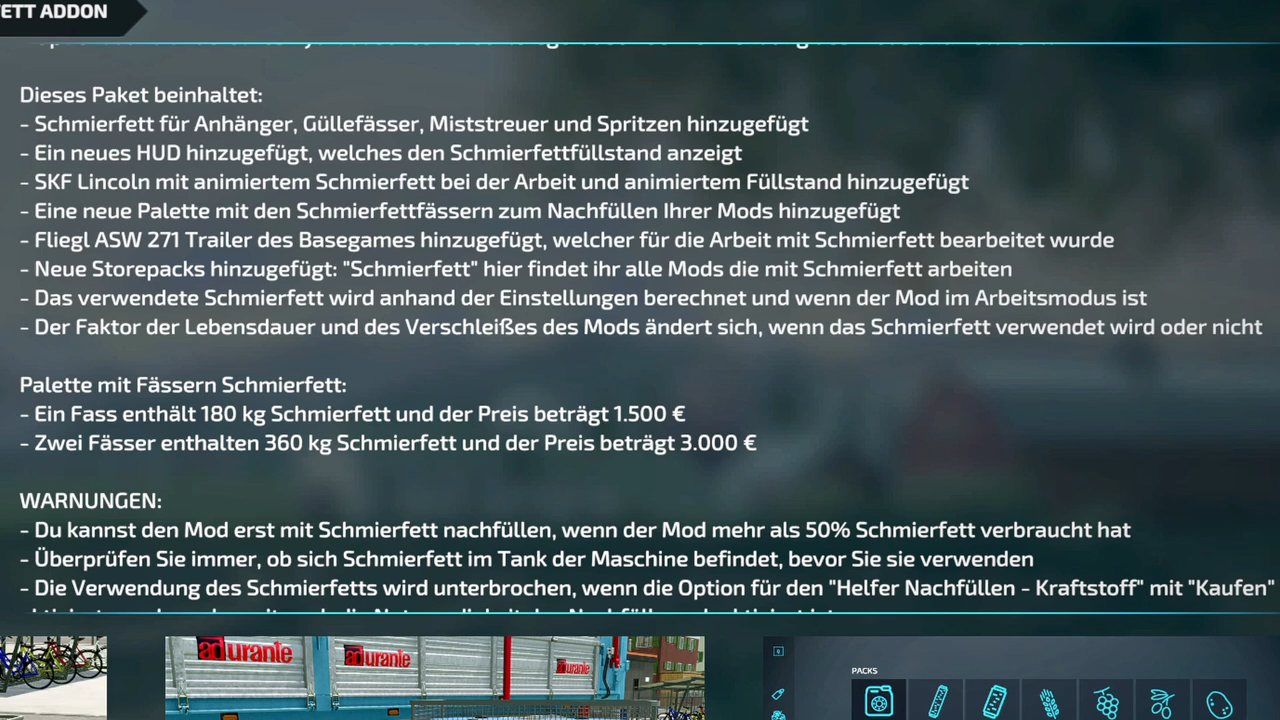 ETT ADDON
Dieses Paket beinhaltet:
- Schmierfett für Anhänger, Güllefässer, Miststreuer und Spritzen hinzugefügt
- Ein neues HUD hinzugefügt, welches den Schmierfettfüllstand anzeigt
- SKF Lincoln mit animiertem Schmierfett bei der Arbeit und animiertem Füllstand hinzugefügt
- Eine neue Palette mit den Schmierfettfässern zum Nachfüllen Ihrer Mods hinzugefügt
- Fliegl ASW 271 Trailer des Basegames hinzugefügt, welcher für die Arbeit mit Schmierfett bearbeitet wurde
- Neue Storepacks hinzugefügt: "Schmierfett" hier findet ihr alle Mods die mit Schmierfett arbeiten
- Das verwendete Schmierfett wird anhand der Einstellungen berechnet und wenn der Mod im Arbeitsmodus ist
- Der Faktor der Lebensdauer und des Verschleißes des Mods ändert sich, wenn das Schmierfett verwendet wird oder nicht
Palette mit Fässern Schmierfett:
- Ein Fass enthält 180 kg Schmierfett und der Preis beträgt 1.500 €
- Zwei Fässer enthalten 360 kg Schmierfett und der Preis beträgt 3.000 €
WARNUNGEN:
- Du kannst den Mod erst mit Schmierfett nachfüllen, wenn der Mod mehr als 50% Schmierfett verbraucht hat
- Überprüfen Sie immer, ob sich Schmierfett im Tank der Maschine befindet, bevor Sie sie verwenden
- Die Verwendung des Schmierfetts wird unterbrochen, wenn die Option für den "Helfer Nachfüllen - Kraftstoff" mit "Kaufen"
adurante
adurante
adurante
PACKS